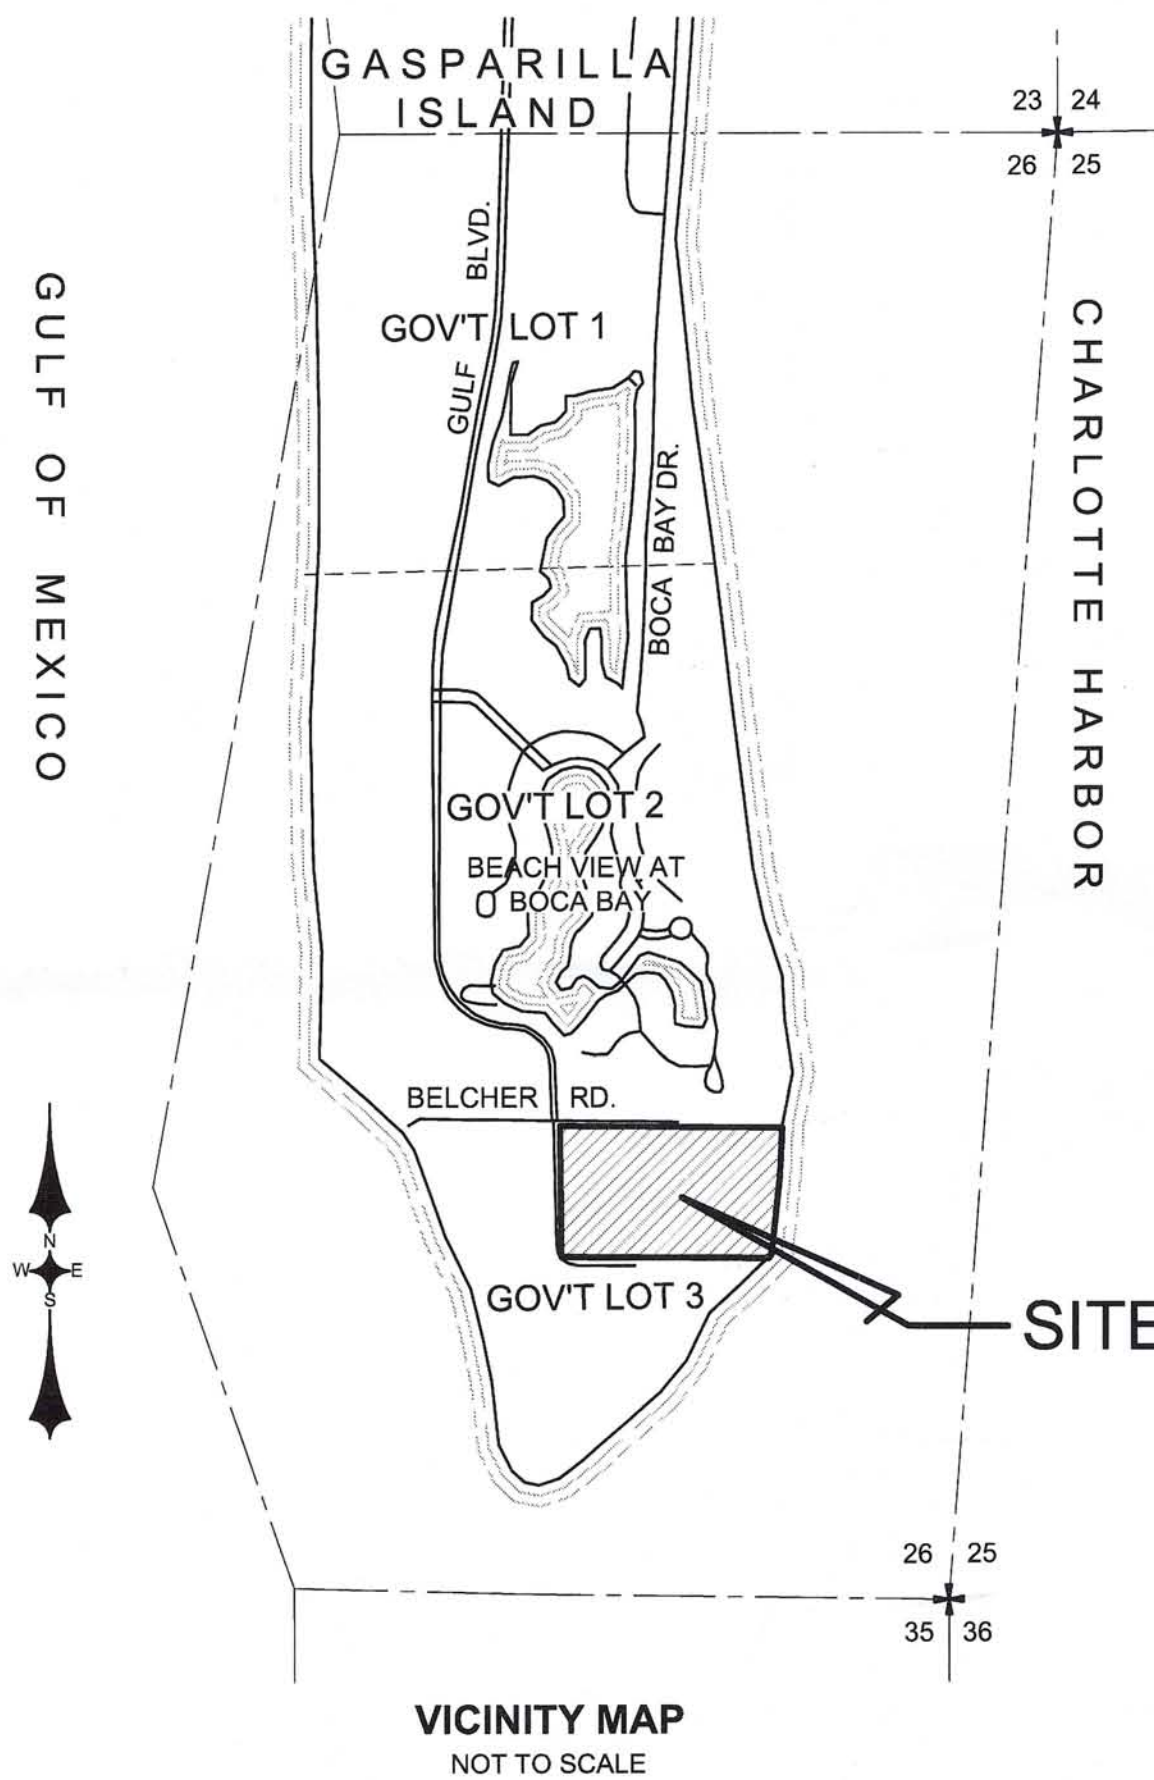 GASPARILLA
ISLAND
23 24
26 25
GULF OF MEXICO
CHARLOTTE HARBOR
GULF BLVD.
GOV'T LOT 1
BOCA BAY DR.
GOV'T LOT 2
BEACH VIEW AT
BOCA BAY
BELCHER RD.
N
W E
S
GOV'T LOT 3
SITE
26 25
35 36
VICINITY MAP
NOT TO SCALE